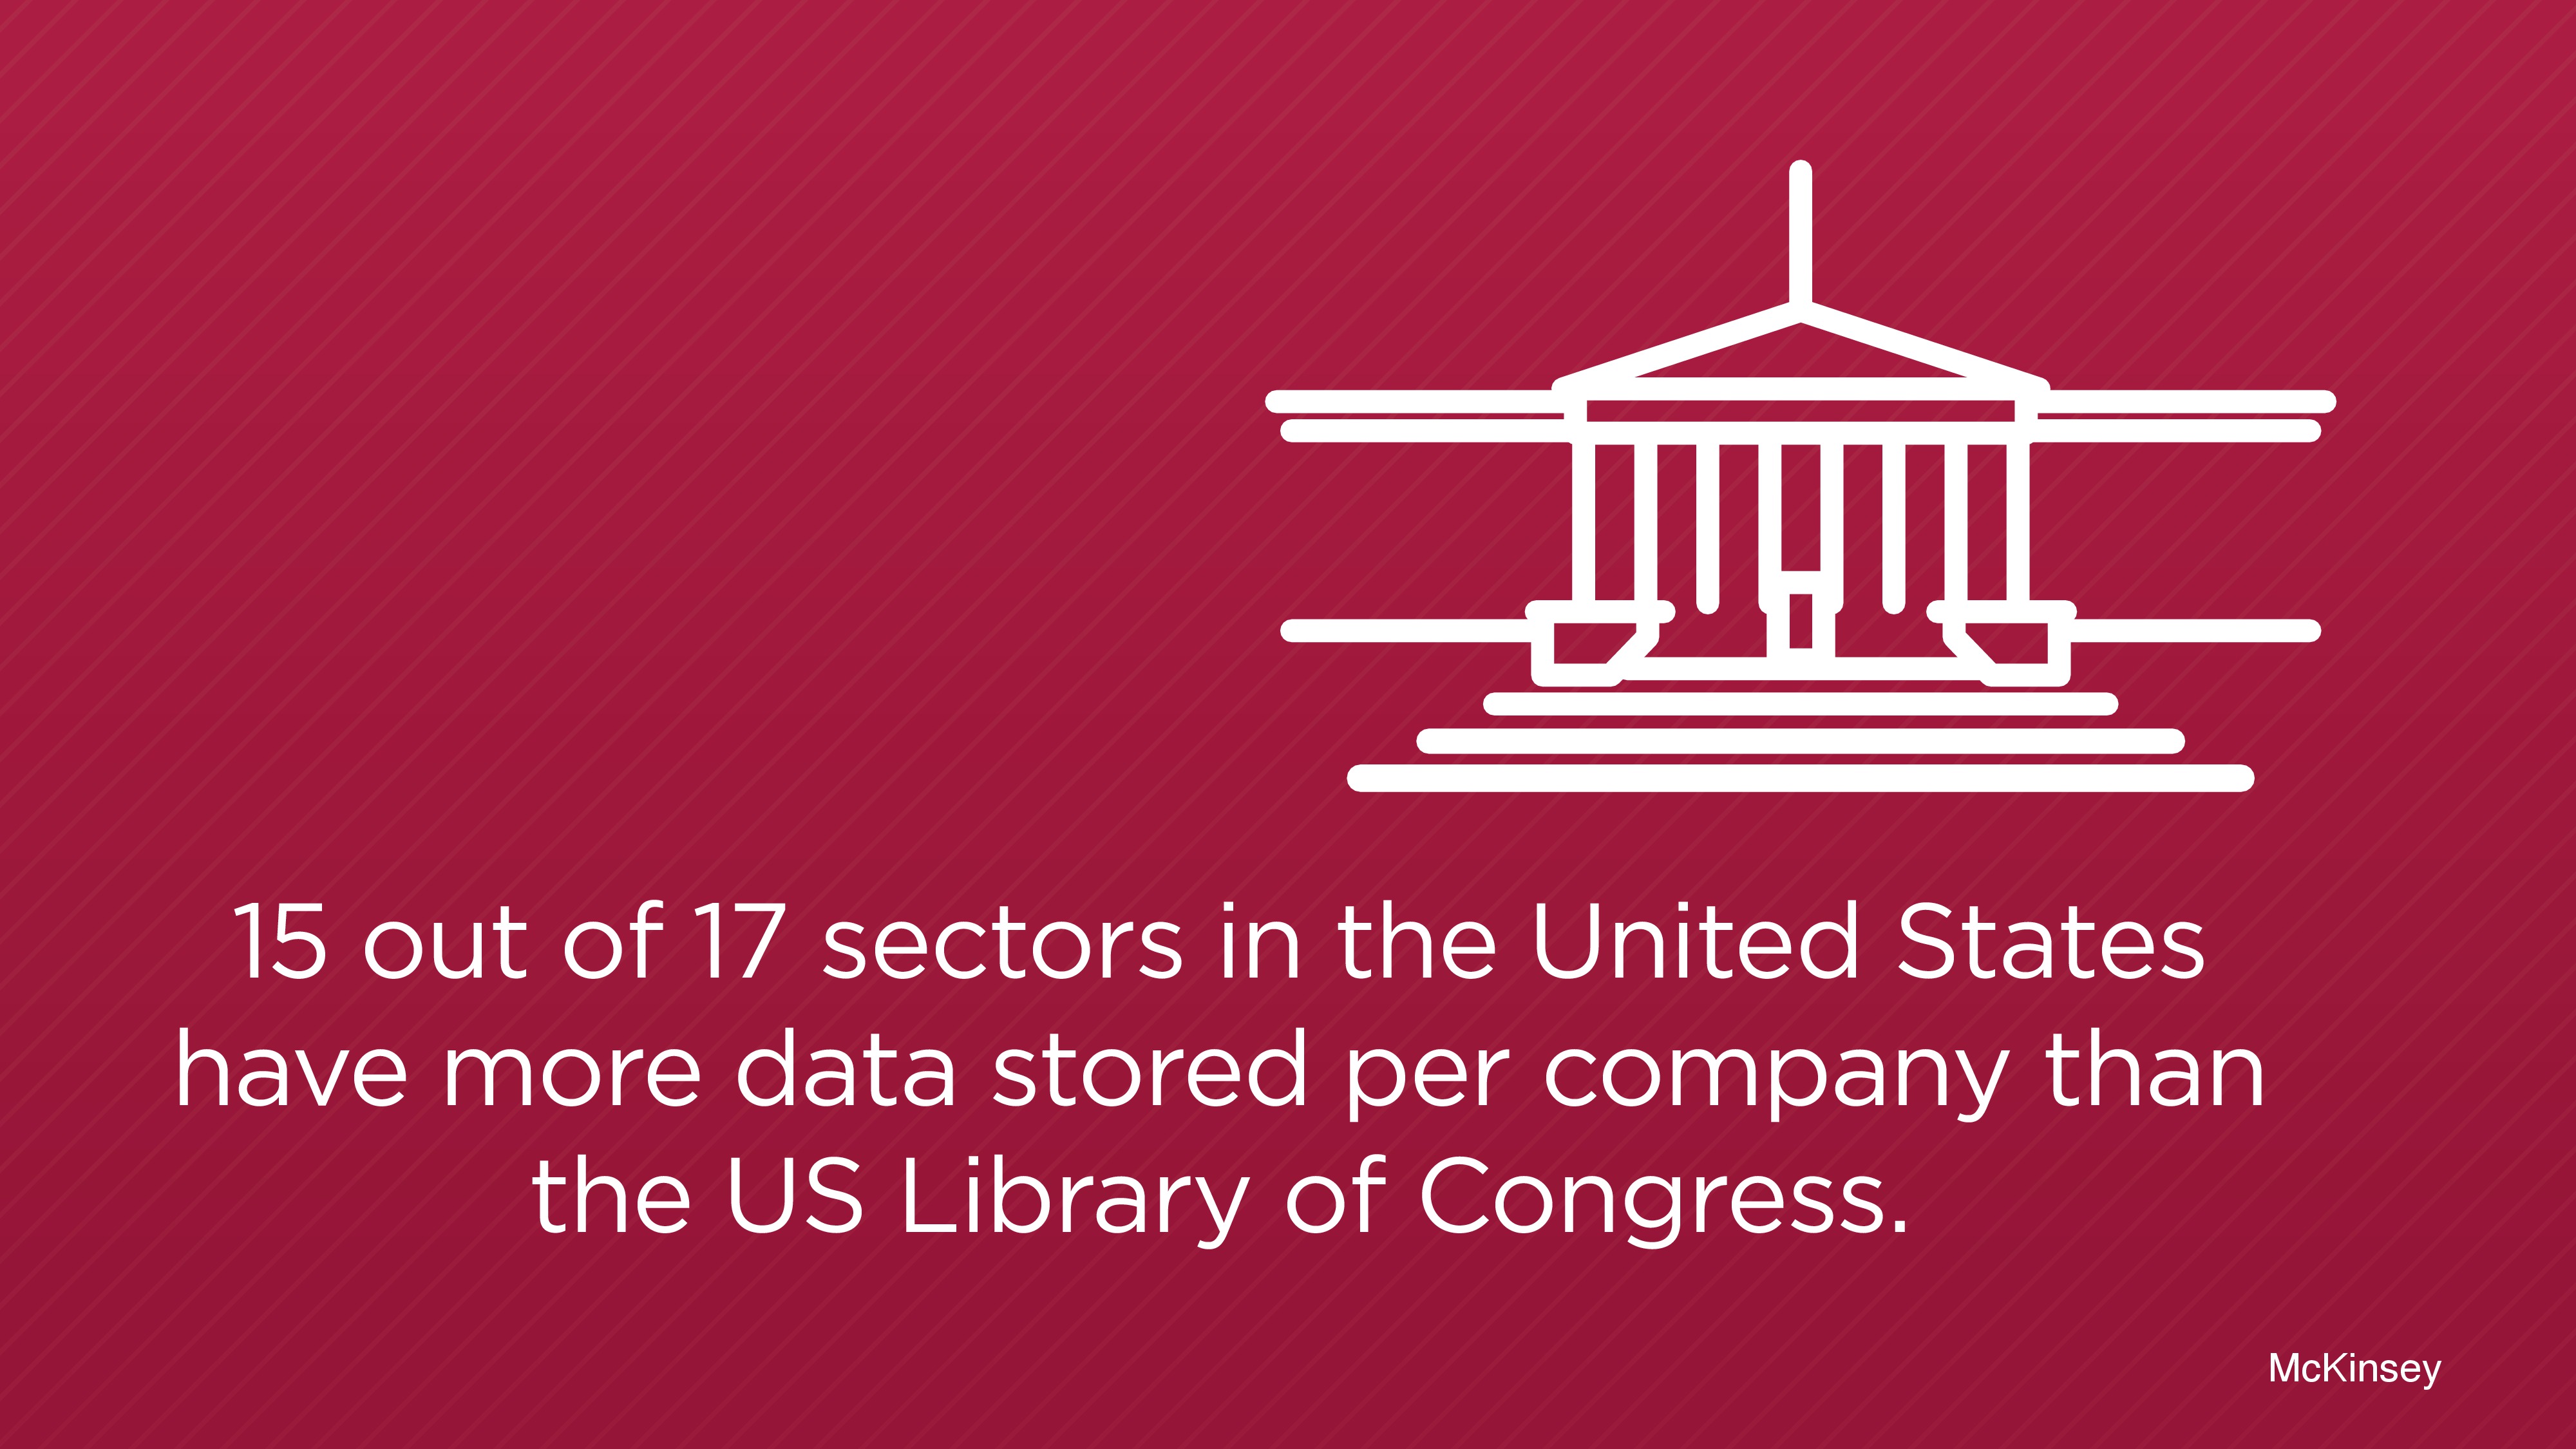 15 out of 17 sectors in the United States
have more data stored per company than
the US Library of Congress.
McKinsey